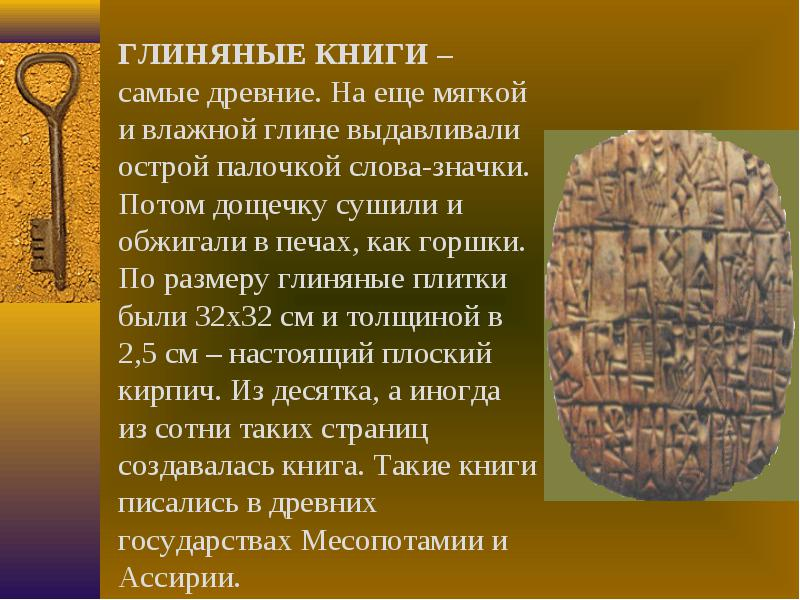 ГЛИНЯНЫЕ КНИГИ –
самые древние. На еще мягкой
и влажной глине выдавливали
острой палочкой слова-значки.
Потом дощечку сушили и
обжигали в печах, как горшки.
По размеру глиняные плитки
были 32х32 см и толщиной в
2,5 см – настоящий плоский
кирпич. Из десятка, а иногда
из сотни таких страниц
создавалась книга. Такие книги
писались в древних
государствах Месопотамии и
Ассирии.